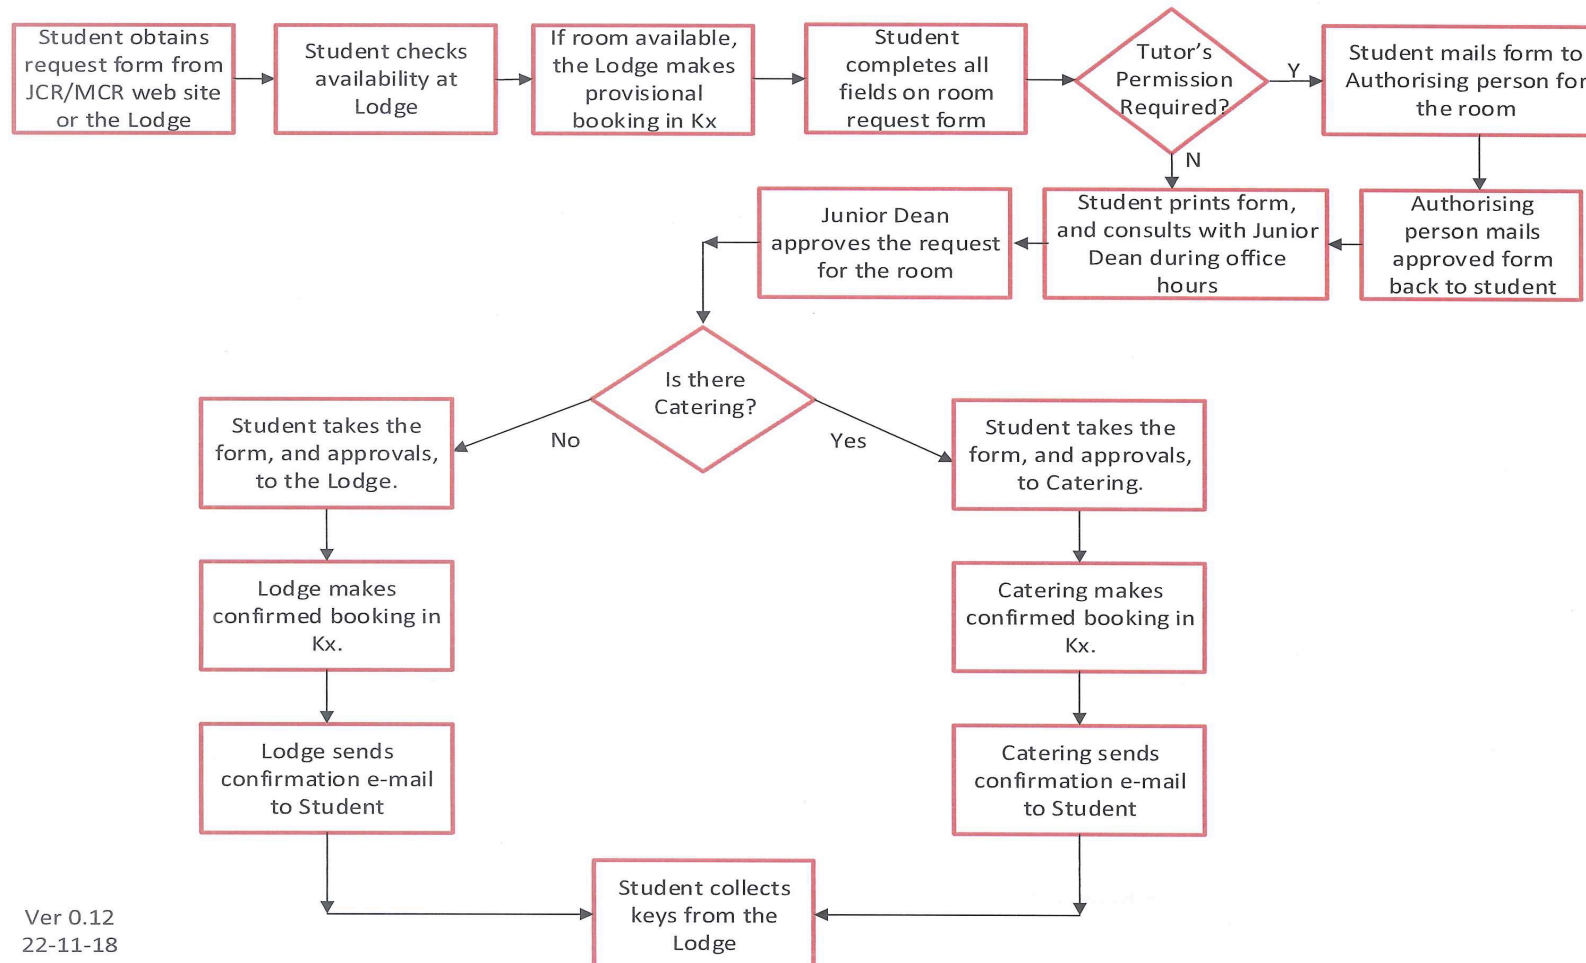 Student obtains
request form from
JCR/MCR web site
or the Lodge
Student checks
availability at
Lodge
If room available,
the Lodge makes
provisional
booking in Kx
Student
completes all
fields on room
request form
Tutor's
Permission
Required?
Y
Student mails form to
Authorising person for
the room
N
Authorising
person mails
approved form
back to student
Student prints form,
and consults with Junior
Dean during office
hours
Junior Dean
approves the request
for the room
Is there
Catering?
No
Yes
Student takes the
form, and approvals,
to the Lodge.
Lodge makes
confirmed booking in
Kx.
Lodge sends
confirmation e-mail
to Student
Student takes the
form, and approvals,
to Catering.
Catering makes
confirmed booking in
Kx.
Catering sends
confirmation e-mail
to Student
Student collects
keys from the
Lodge
Ver 0.12
22-11-18